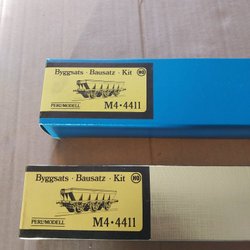 Byggsats · Bausatz · Kit H0
PERUMODELL M4·4411
Byggsats · Bausatz · Kit H0
PERUMODELL M4·4411